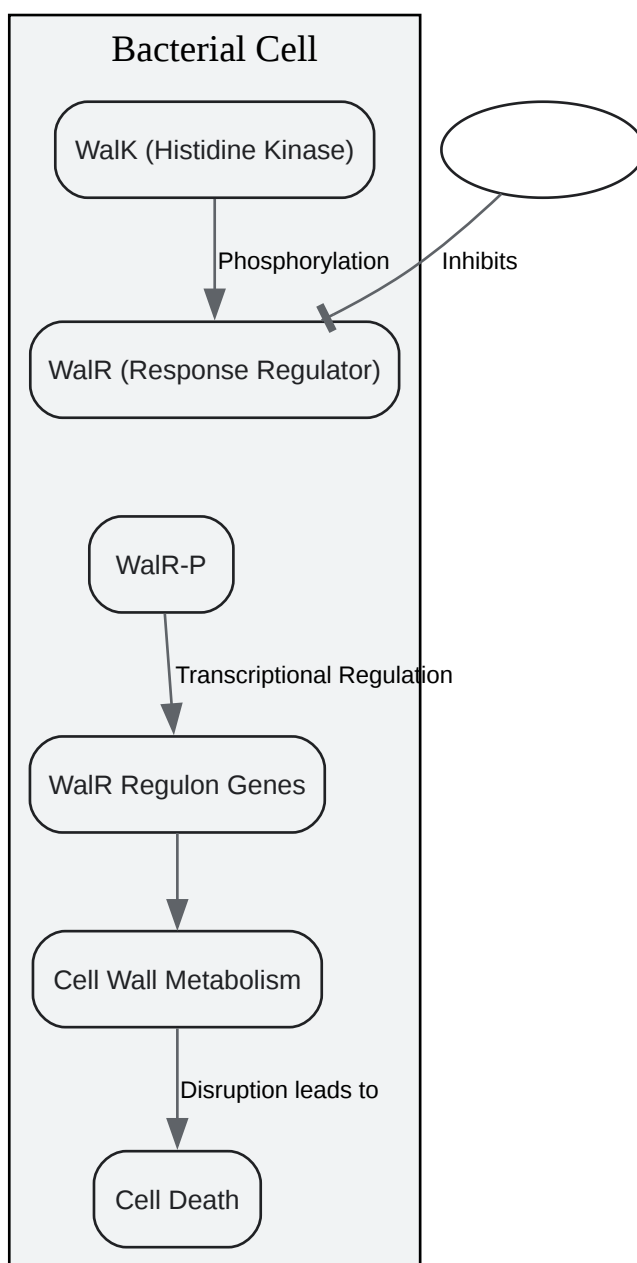 Bacterial Cell
WalK (Histidine Kinase)
Phosphorylation
Inhibits
WalR (Response Regulator)
WalR-P
Transcriptional Regulation
WalR Regulon Genes
Cell Wall Metabolism
Disruption leads to
Cell Death